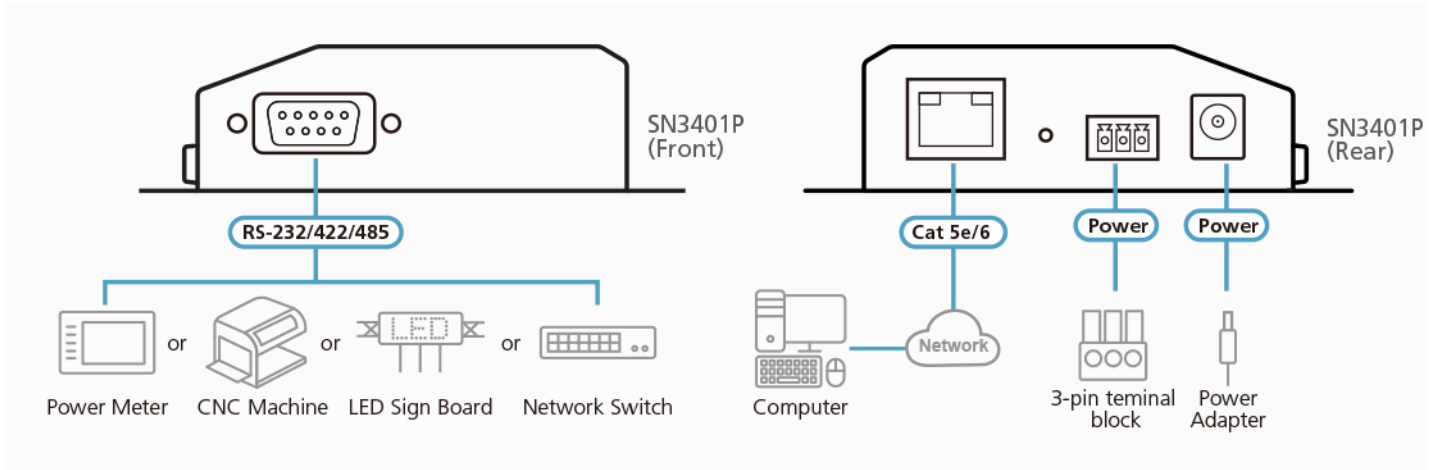 SN3401P
(Front)
SN3401P
(Rear)
RS-232/422/485
Cat 5e/6
Power
Power
LED
or
or
or
Network
Power Meter
CNC Machine
LED Sign Board
Network Switch
Computer
3-pin teminal
block
Power
Adapter